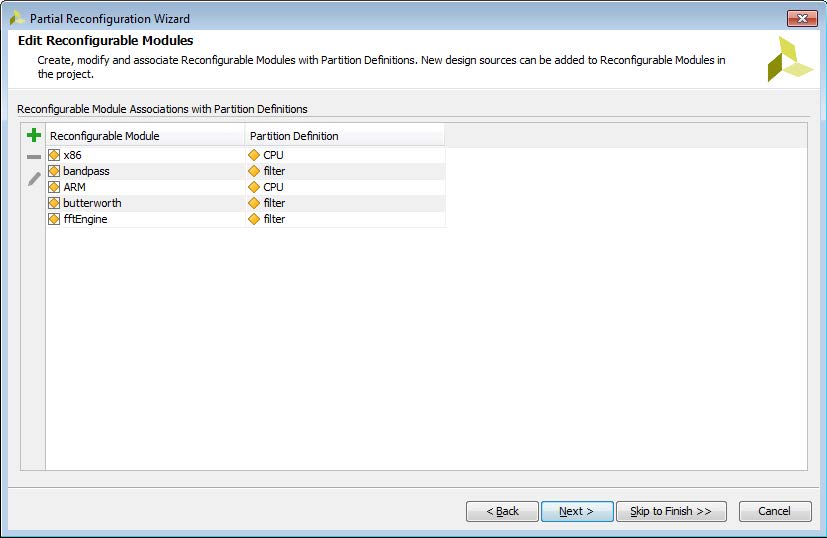 Partial Reconfiguration Wizard
Edit Reconfigurable Modules
Create, modify and associate Reconfigurable Modules with Partition Definitions. New design sources can be added to Reconfigurable Modules in
the project.
Reconfigurable Module Associations with Partition Definitions
Reconfigurable Module Partition Definition
x86 CPU
bandpass filter
ARM CPU
butterworth filter
fftEngine filter
< Back Next > Skip to Finish >> Cancel